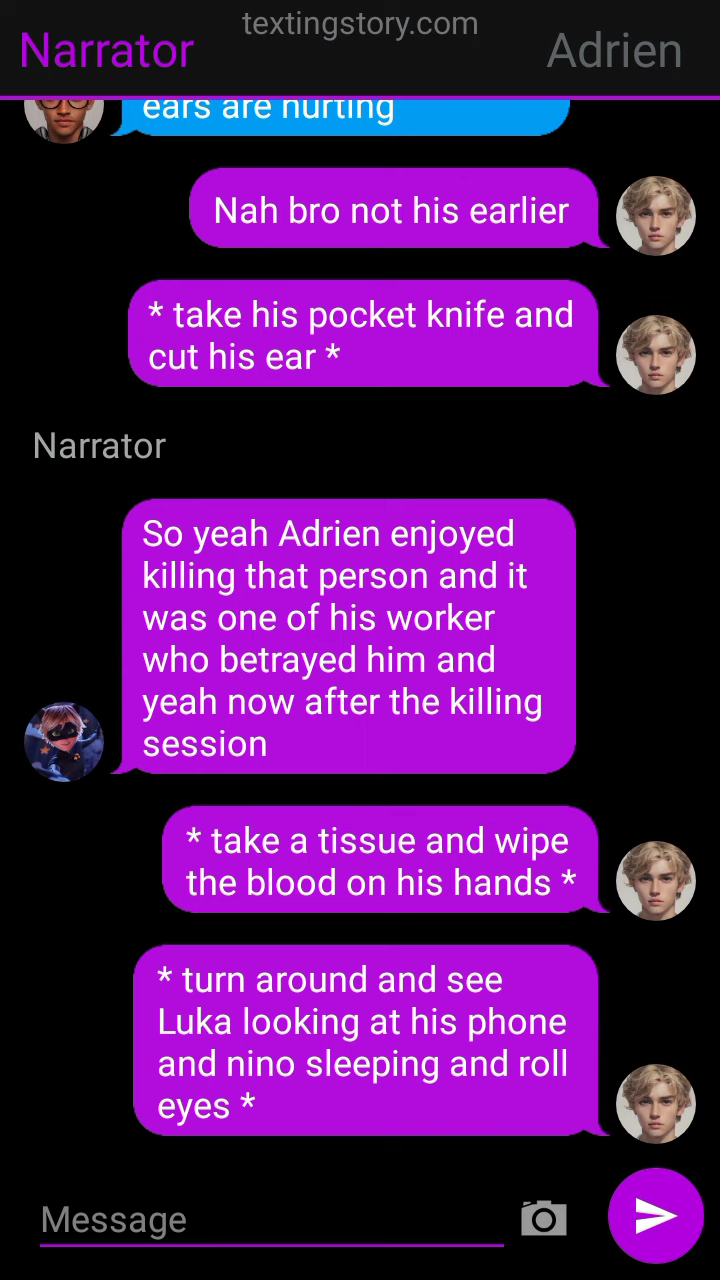 textingstory.com
Narrator
Adrien
ears are hurting
Nah bro not his earlier
* take his pocket knife and
cut his ear *
Narrator
So yeah Adrien enjoyed
killing that person and it
was one of his worker
who betrayed him and
yeah now after the killing
session
* take a tissue and wipe
the blood on his hands *
* turn around and see
Luka looking at his phone
and nino sleeping and roll
eyes *
Message